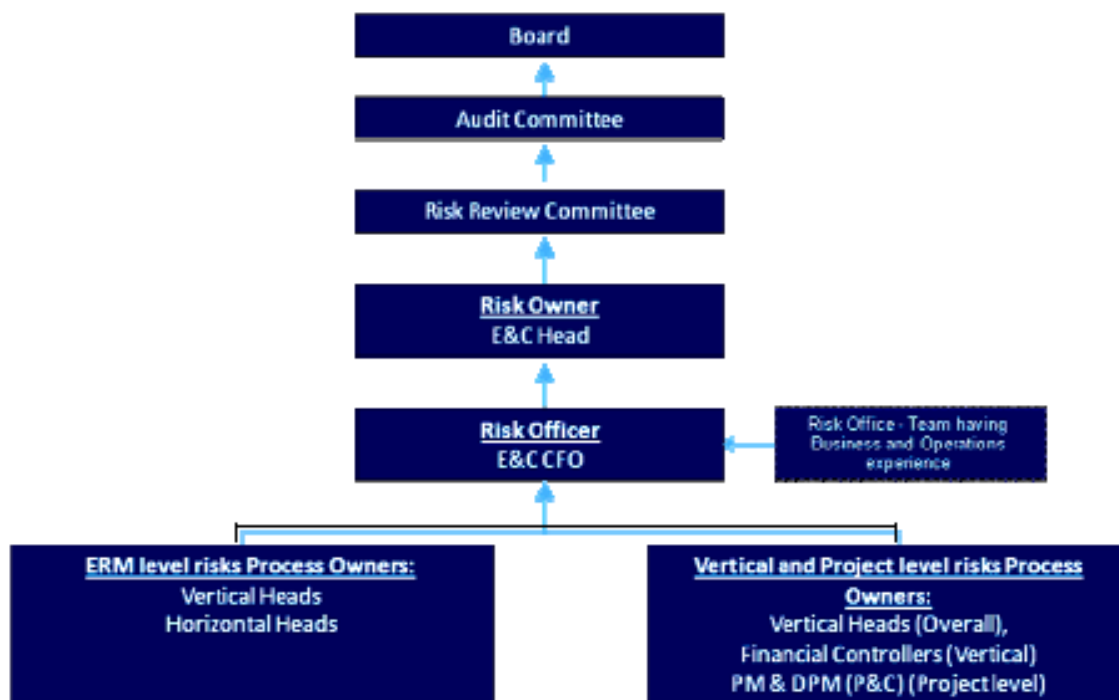 Board
Audit Committee
Risk Review Committee
Risk Owner
E&C Head
Risk Officer
E&C CFO
Risk Office - Team having
Business and Operations
experience
ERM level risks Process Owners:
Vertical Heads
Horizontal Heads
Vertical and Project level risks Process
Owners:
Vertical Heads (Overall),
Financial Controllers (Vertical)
PM & DPM (P&C) (Project level)